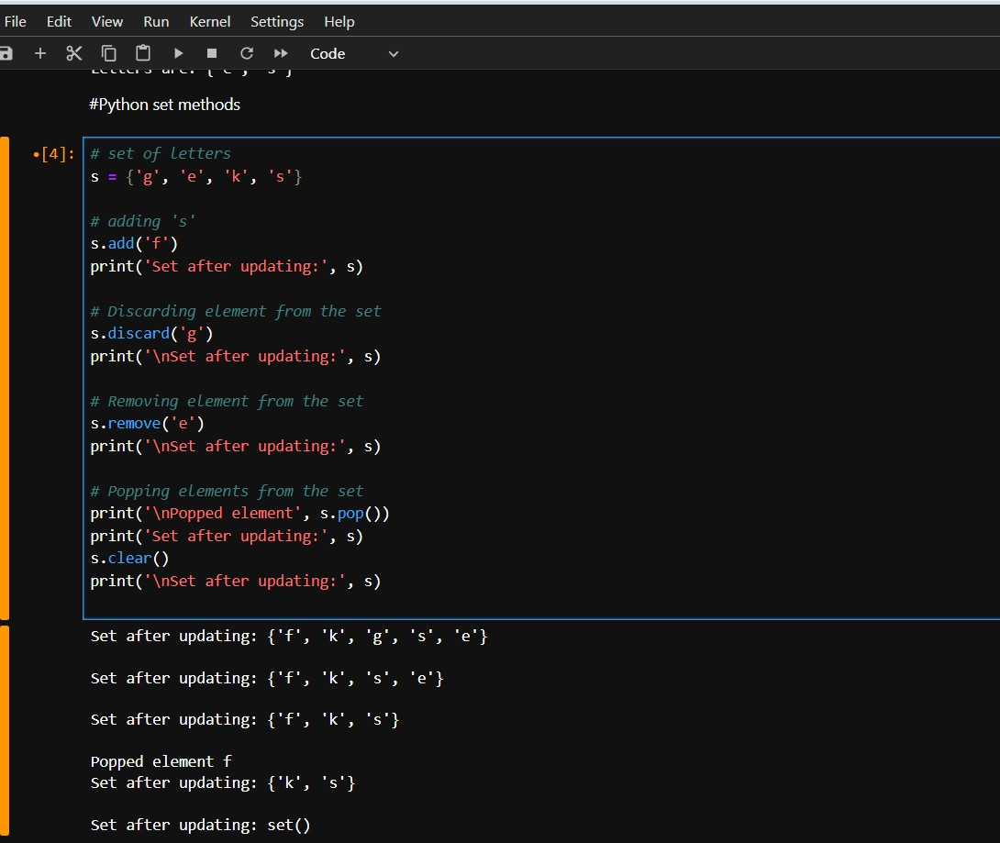 File Edit View Run Kernel Settings Help
Code
#Python set methods
•[4]:
# set of letters
s = {'g', 'e', 'k', 's'}
# adding 's'
s.add('f')
print('Set after updating:', s)
# Discarding element from the set
s.discard('g')
print('\nSet after updating:', s)
# Removing element from the set
s.remove('e')
print('\nSet after updating:', s)
# Popping elements from the set
print('\nPopped element', s.pop())
print('Set after updating:', s)
s.clear()
print('\nSet after updating:', s)
Set after updating: {'f', 'k', 'g', 's', 'e'}
Set after updating: {'f', 'k', 's', 'e'}
Set after updating: {'f', 'k', 's'}
Popped element f
Set after updating: {'k', 's'}
Set after updating: set()